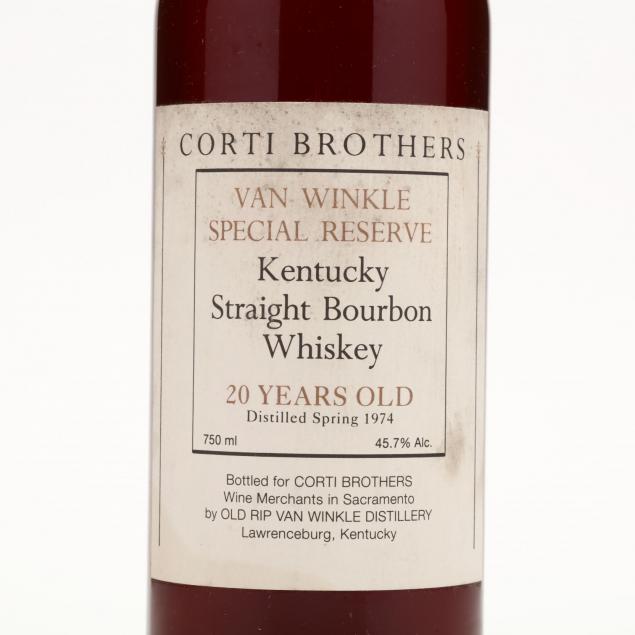 CORTI BROTHERS
VAN WINKLE
SPECIAL RESERVE
Kentucky
Straight Bourbon
Whiskey
20 YEARS OLD
Distilled Spring 1974
750 ml 45.7% Alc.
Bottled for CORTI BROTHERS
Wine Merchants in Sacramento
by OLD RIP VAN WINKLE DISTILLERY
Lawrenceburg, Kentucky